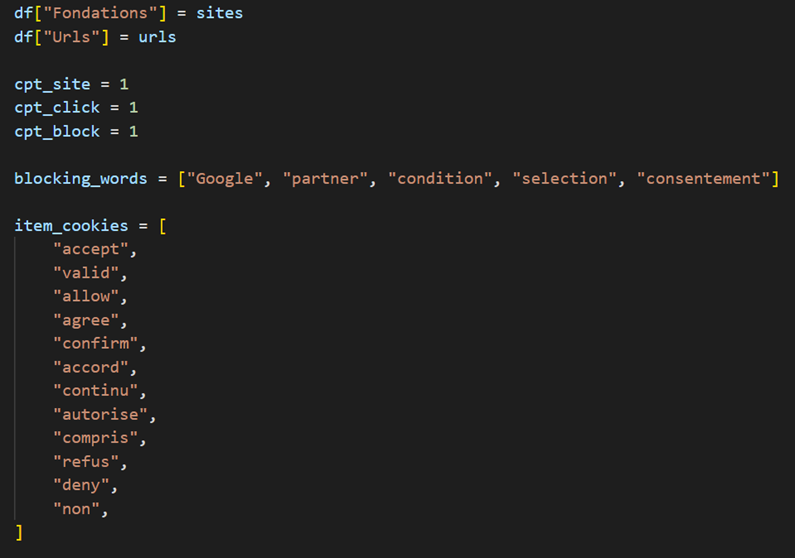 df["Fondations"] = sites
df["Urls"] = urls
cpt_site = 1
cpt_click = 1
cpt_block = 1
blocking_words = ["Google", "partner", "condition", "selection", "consentement"]
item_cookies = [
"accept",
"valid",
"allow",
"agree",
"confirm",
"accord",
"continu",
"autorise",
"compris",
"refus",
"deny",
"non",
]